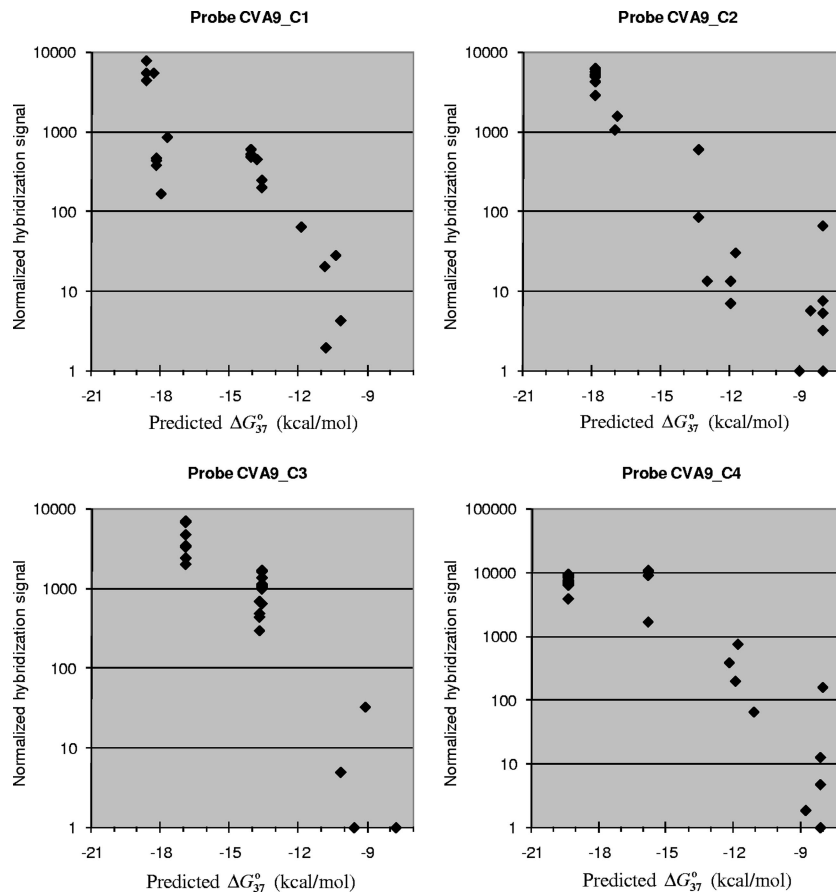 Probe CVA9_C1
Normalized hybridization signal
10000
1000
100
10
1
-21 -18 -15 -12 -9
Predicted ΔG°37 (kcal/mol)
Probe CVA9_C2
Normalized hybridization signal
10000
1000
100
10
1
-21 -18 -15 -12 -9
Predicted ΔG°37 (kcal/mol)
Probe CVA9_C3
Normalized hybridization signal
10000
1000
100
10
1
-21 -18 -15 -12 -9
Predicted ΔG°37 (kcal/mol)
Probe CVA9_C4
Normalized hybridization signal
100000
10000
1000
100
10
1
-21 -18 -15 -12 -9
Predicted ΔG°37 (kcal/mol)